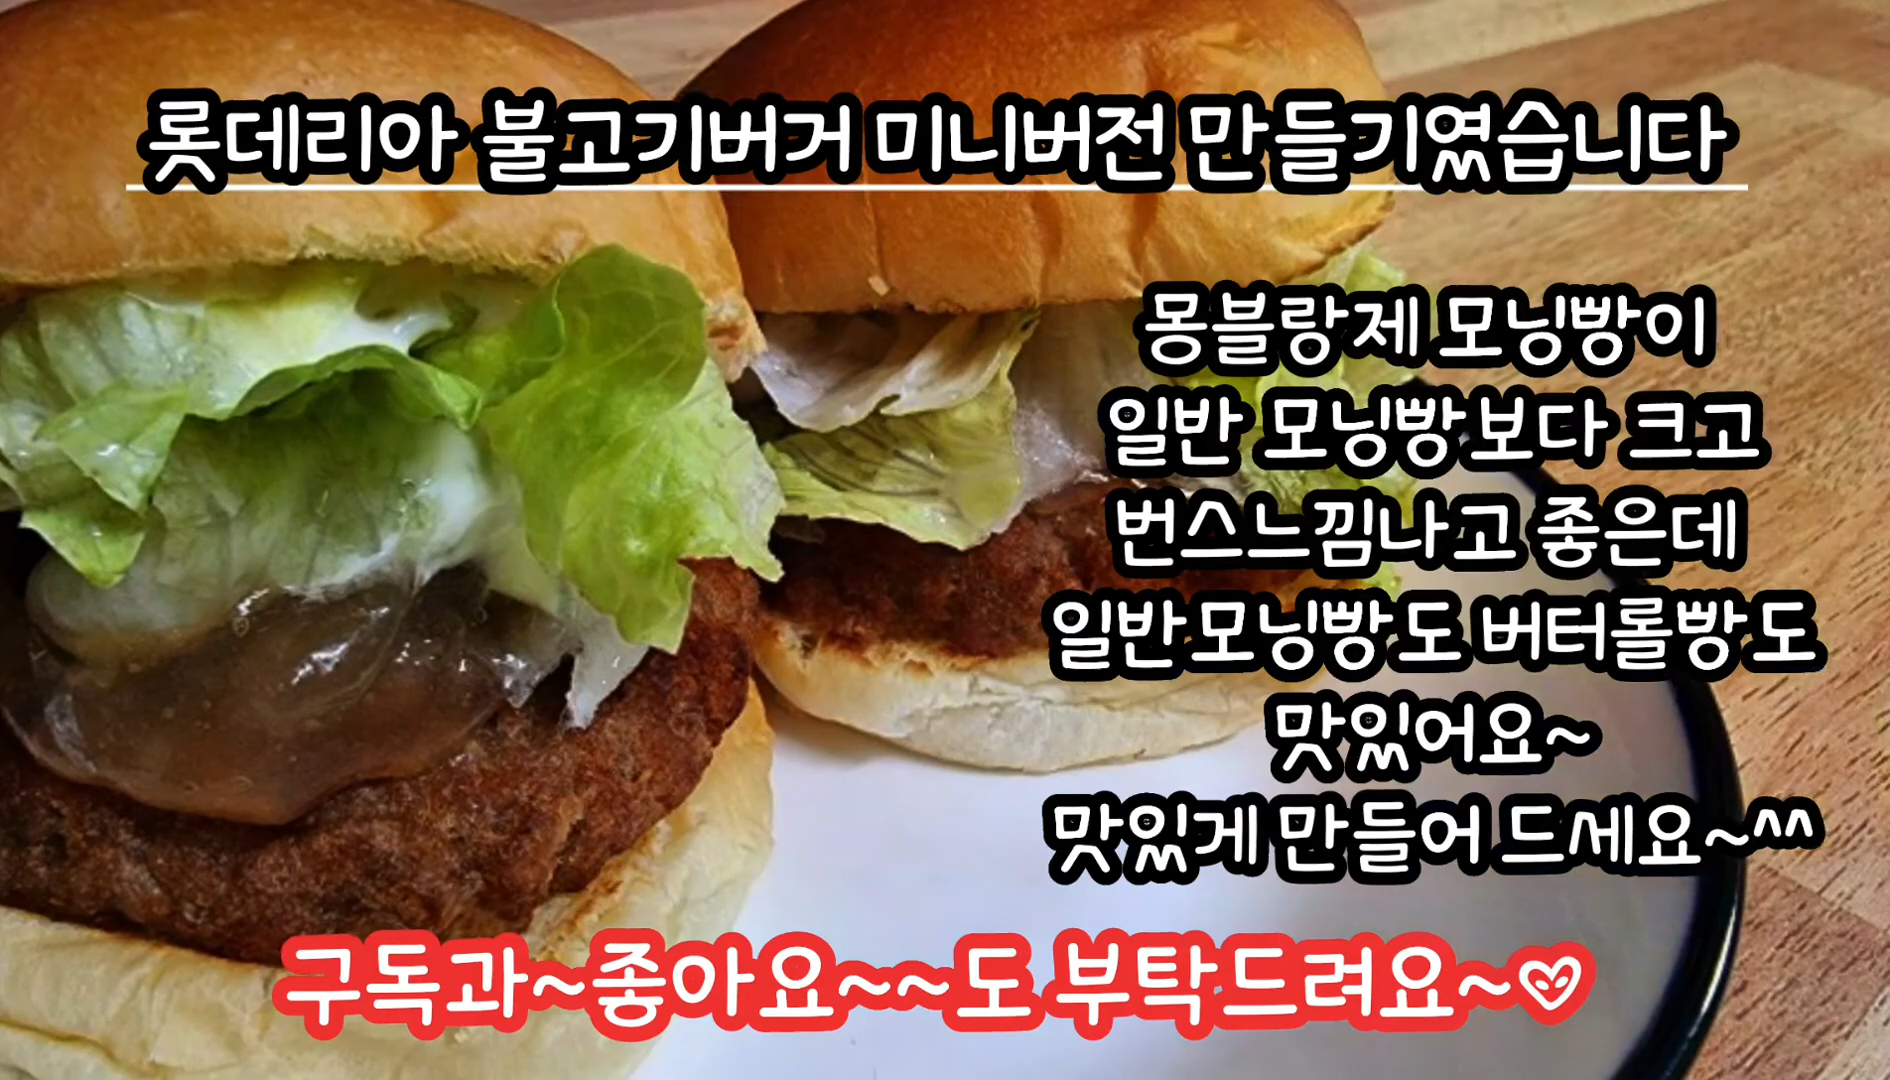 롯데리아 불고기버거 미니버전 만들기였습니다
몽블랑제 모닝빵이
일반 모닝빵보다 크고
번스느낌나고 좋은데
일반모닝빵도 버터롤빵도
맛있어요~
맛있게 만들어 드세요~^^
구독과~좋아요~~도 부탁드려요~♡